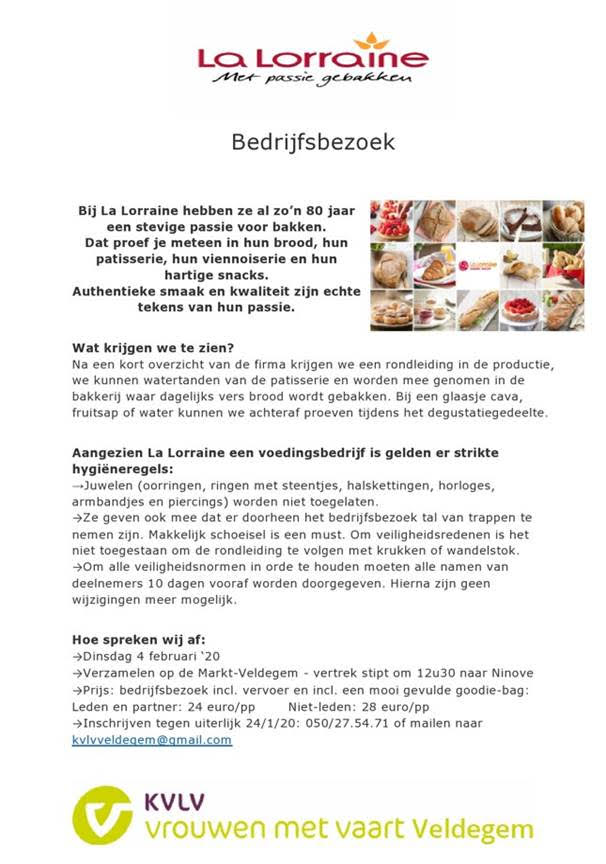 La Lorraine
Met passie gebakken
Bedrijfsbezoek
Bij La Lorraine hebben ze al zo’n 80 jaar
een stevige passie voor bakken.
Dat proef je meteen in hun brood, hun
patisserie, hun viennoiserie en hun
hartige snacks.
Authentieke smaak en kwaliteit zijn echte
tekens van hun passie.
Wat krijgen we te zien?
Na een kort overzicht van de firma krijgen we een rondleiding in de productie,
we kunnen watertanden van de patisserie en worden mee genomen in de
bakkerij waar dagelijks vers brood wordt gebakken. Bij een glaasje cava,
fruitsap of water kunnen we achteraf proeven tijdens het degustatiegedeelte.
Aangezien La Lorraine een voedingsbedrijf is gelden er strikte
hygiëneregels:
→Juwelen (oorringen, ringen met steentjes, halskettingen, horloges,
armbandjes en piercings) worden niet toegelaten.
→Ze geven ook mee dat er doorheen het bedrijfsbezoek tal van trappen te
nemen zijn. Makkelijk schoeisel is een must. Om veiligheidsredenen is het
niet toegestaan om de rondleiding te volgen met krukken of wandelstok.
→Om alle veiligheidsnormen in orde te houden moeten alle namen van
deelnemers 10 dagen vooraf worden doorgegeven. Hierna zijn geen
wijzigingen meer mogelijk.
Hoe spreken wij af:
→Dinsdag 4 februari ‘20
→Verzamelen op de Markt-Veldegem - vertrek stipt om 12u30 naar Ninove
→Prijs: bedrijfsbezoek incl. vervoer en incl. een mooi gevulde goodie-bag:
Leden en partner: 24 euro/pp Niet-leden: 28 euro/pp
→Inschrijven tegen uiterlijk 24/1/20: 050/27.54.71 of mailen naar
kvlvveldegem@gmail.com
KVLV
vrouwen met vaart Veldegem